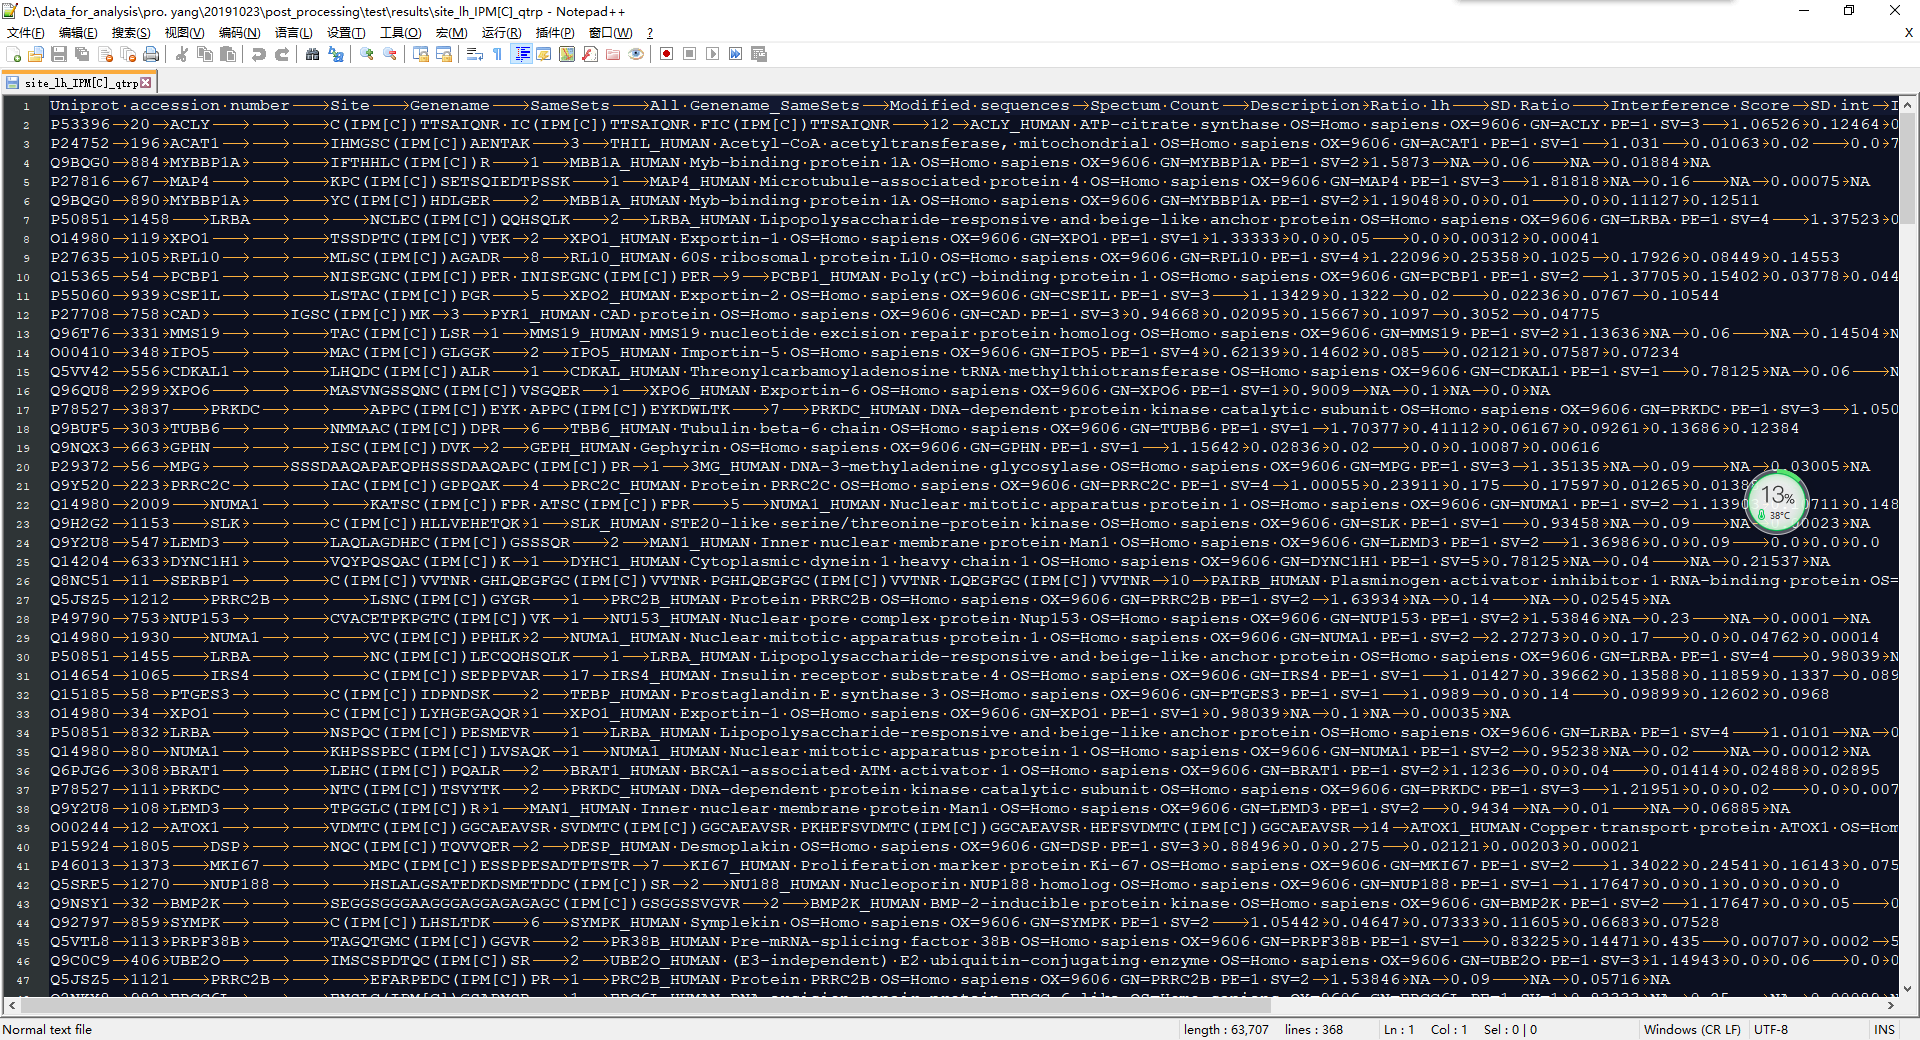 D:\data_for_analysis\pro. yang\20191023\post_processing\test\results\site_lh_IPM[C]_qtrp - Notepad++
文件(F) 编辑(E) 搜索(S) 视图(V) 编码(N) 语言(L) 设置(T) 工具(O) 宏(M) 运行(R) 插件(P) 窗口(W) ? X
site_lh_IPM[C]_qtrp
1 Uniprot accession number Site Genename SameSets All Genename_SameSets Modified sequences Spectum Count Description Ratio lh SD Ratio Interference Score SD int
2 P53396 20 ACLY C(IPM[C])TTSAIQNR IC(IPM[C])TTSAIQNR FIC(IPM[C])TTSAIQNR 12 ACLY_HUMAN ATP-citrate synthase OS=Homo sapiens OX=9606 GN=ACLY PE=1 SV=3 1.06526 0.12464 0
3 P24752 196 ACAT1 IHMGSC(IPM[C])AENTAK 3 THIL_HUMAN Acetyl-CoA acetyltransferase, mitochondrial OS=Homo sapiens OX=9606 GN=ACAT1 PE=1 SV=1 1.031 0.01063 0.02 0.0 7
4 Q9BQG0 884 MYBBP1A IFTHHLC(IPM[C])R 1 MBB1A_HUMAN Myb-binding protein 1A OS=Homo sapiens OX=9606 GN=MYBBP1A PE=1 SV=2 1.5873 NA 0.06 NA 0.01884 NA
5 P27816 67 MAP4 KPC(IPM[C])SETSQIEDTPSSK 1 MAP4_HUMAN Microtubule-associated protein 4 OS=Homo sapiens OX=9606 GN=MAP4 PE=1 SV=3 1.81818 NA 0.16 NA 0.00075 NA
6 Q9BQG0 890 MYBBP1A YC(IPM[C])HDLGER 2 MBB1A_HUMAN Myb-binding protein 1A OS=Homo sapiens OX=9606 GN=MYBBP1A PE=1 SV=2 1.19048 0.0 0.01 0.0 0.11127 0.12511
7 P50851 1458 LRBA NCLEC(IPM[C])QQHSQLK 2 LRBA_HUMAN Lipopolysaccharide-responsive and beige-like anchor protein OS=Homo sapiens OX=9606 GN=LRBA PE=1 SV=4 1.37523 0
8 O14980 119 XPO1 TSSDPTC(IPM[C])VEK 2 XPO1_HUMAN Exportin-1 OS=Homo sapiens OX=9606 GN=XPO1 PE=1 SV=1 1.33333 0.0 0.05 0.0 0.00312 0.00041
9 P27635 105 RPL10 MLSC(IPM[C])AGADR 8 RL10_HUMAN 60S ribosomal protein L10 OS=Homo sapiens OX=9606 GN=RPL10 PE=1 SV=4 1.22096 0.25358 0.1025 0.17926 0.08449 0.14553
10 Q15365 54 PCBP1 NISEGNC(IPM[C])PER INISEGNC(IPM[C])PER 9 PCBP1_HUMAN Poly(rC)-binding protein 1 OS=Homo sapiens OX=9606 GN=PCBP1 PE=1 SV=2 1.37705 0.15402 0.03778 0.044
11 P55060 939 CSE1L LSTAC(IPM[C])PGR 5 XPO2_HUMAN Exportin-2 OS=Homo sapiens OX=9606 GN=CSE1L PE=1 SV=3 1.13429 0.1322 0.02 0.02236 0.0767 0.10544
12 P27708 758 CAD IGSC(IPM[C])MK 3 PYR1_HUMAN CAD protein OS=Homo sapiens OX=9606 GN=CAD PE=1 SV=3 0.94668 0.02095 0.15667 0.1097 0.3052 0.04775
13 Q96T76 331 MMS19 TAC(IPM[C])LSR 1 MMS19_HUMAN MMS19 nucleotide excision repair protein homolog OS=Homo sapiens OX=9606 GN=MMS19 PE=1 SV=2 1.13636 NA 0.06 NA 0.14504 N
14 O00410 348 IPO5 MAC(IPM[C])GLGGK 2 IPO5_HUMAN Importin-5 OS=Homo sapiens OX=9606 GN=IPO5 PE=1 SV=4 0.62139 0.14602 0.085 0.02121 0.07587 0.07234
15 Q5VV42 556 CDKAL1 LHQDC(IPM[C])ALR 1 CDKAL_HUMAN Threonylcarbamoyladenosine tRNA methylthiotransferase OS=Homo sapiens OX=9606 GN=CDKAL1 PE=1 SV=1 0.78125 NA 0.06 N
16 Q96QU8 299 XPO6 MASVNGSSQNC(IPM[C])VSGQER 1 XPO6_HUMAN Exportin-6 OS=Homo sapiens OX=9606 GN=XPO6 PE=1 SV=1 0.9009 NA 0.1 NA 0.0 NA
17 P78527 3837 PRKDC APPC(IPM[C])EYK APPC(IPM[C])EYKDWLTK 7 PRKDC_HUMAN DNA-dependent protein kinase catalytic subunit OS=Homo sapiens OX=9606 GN=PRKDC PE=1 SV=3 1.050
18 Q9BUF5 303 TUBB6 NMMAAC(IPM[C])DPR 6 TBB6_HUMAN Tubulin beta-6 chain OS=Homo sapiens OX=9606 GN=TUBB6 PE=1 SV=1 1.70377 0.41112 0.06167 0.09261 0.13686 0.12384
19 Q9NQX3 663 GPHN ISC(IPM[C])DVK 2 GEPH_HUMAN Gephyrin OS=Homo sapiens OX=9606 GN=GPHN PE=1 SV=1 1.15642 0.02836 0.02 0.0 0.10087 0.00616
20 P29372 56 MPG SSSDAAQAPAEQPHSSSDAAQAPC(IPM[C])PR 1 3MG_HUMAN DNA-3-methyladenine glycosylase OS=Homo sapiens OX=9606 GN=MPG PE=1 SV=3 1.35135 NA 0.09 NA 0.03005 NA
21 Q9Y520 223 PRRC2C IAC(IPM[C])GPPQAK 4 PRC2C_HUMAN Protein PRRC2C OS=Homo sapiens OX=9606 GN=PRRC2C PE=1 SV=4 1.00055 0.23911 0.175 0.17597 0.01265 0.0138
22 Q14980 2009 NUMA1 KATSC(IPM[C])FPR ATSC(IPM[C])FPR 5 NUMA1_HUMAN Nuclear mitotic apparatus protein 1 OS=Homo sapiens OX=9606 GN=NUMA1 PE=1 SV=2 1.1390 711 0.148
23 Q9H2G2 1153 SLK C(IPM[C])HLLVEHETQK 1 SLK_HUMAN STE20-like serine/threonine-protein kinase OS=Homo sapiens OX=9606 GN=SLK PE=1 SV=1 0.93458 NA 0.09 NA 0.00023 NA
24 Q9Y2U8 547 LEMD3 LAQLAGDHEC(IPM[C])GSSSQR 2 MAN1_HUMAN Inner nuclear membrane protein Man1 OS=Homo sapiens OX=9606 GN=LEMD3 PE=1 SV=2 1.36986 0.0 0.09 0.0 0.0 0.0
25 Q14204 633 DYNC1H1 VQYPQSQAC(IPM[C])K 1 DYHC1_HUMAN Cytoplasmic dynein 1 heavy chain 1 OS=Homo sapiens OX=9606 GN=DYNC1H1 PE=1 SV=5 0.78125 NA 0.04 NA 0.21537 NA
26 Q8NC51 11 SERBP1 C(IPM[C])VVTNR GHLQEGFGC(IPM[C])VVTNR PGHLQEGFGC(IPM[C])VVTNR LQEGFGC(IPM[C])VVTNR 10 PAIRB_HUMAN Plasminogen activator inhibitor 1 RNA-binding protein OS=
27 Q5JSZ5 1212 PRRC2B LSNC(IPM[C])GYGR 1 PRC2B_HUMAN Protein PRRC2B OS=Homo sapiens OX=9606 GN=PRRC2B PE=1 SV=2 1.63934 NA 0.14 NA 0.02545 NA
28 P49790 753 NUP153 CVACETPKPGTC(IPM[C])VK 1 NU153_HUMAN Nuclear pore complex protein Nup153 OS=Homo sapiens OX=9606 GN=NUP153 PE=1 SV=2 1.53846 NA 0.23 NA 0.0001 NA
29 Q14980 1930 NUMA1 VC(IPM[C])PPHLK 2 NUMA1_HUMAN Nuclear mitotic apparatus protein 1 OS=Homo sapiens OX=9606 GN=NUMA1 PE=1 SV=2 2.27273 0.0 0.17 0.0 0.04762 0.00014
30 P50851 1455 LRBA NC(IPM[C])LECQQHSQLK 1 LRBA_HUMAN Lipopolysaccharide-responsive and beige-like anchor protein OS=Homo sapiens OX=9606 GN=LRBA PE=1 SV=4 0.98039 N
31 O14654 1065 IRS4 C(IPM[C])SEPPPVAR 17 IRS4_HUMAN Insulin receptor substrate 4 OS=Homo sapiens OX=9606 GN=IRS4 PE=1 SV=1 1.01427 0.39662 0.13588 0.11859 0.1337 0.089
32 Q15185 58 PTGES3 C(IPM[C])IDPNDSK 2 TEBP_HUMAN Prostaglandin E synthase 3 OS=Homo sapiens OX=9606 GN=PTGES3 PE=1 SV=1 1.0989 0.0 0.14 0.0 0.09899 0.12602 0.0968
33 O14980 34 XPO1 C(IPM[C])LYHGEGAQQR 1 XPO1_HUMAN Exportin-1 OS=Homo sapiens OX=9606 GN=XPO1 PE=1 SV=1 0.98039 NA 0.1 NA 0.00035 NA
34 P50851 832 LRBA NSPQC(IPM[C])PESMEVR 1 LRBA_HUMAN Lipopolysaccharide-responsive and beige-like anchor protein OS=Homo sapiens OX=9606 GN=LRBA PE=1 SV=4 1.0101 NA 0
35 Q14980 80 NUMA1 KHPSSPEC(IPM[C])LVSAQK 1 NUMA1_HUMAN Nuclear mitotic apparatus protein 1 OS=Homo sapiens OX=9606 GN=NUMA1 PE=1 SV=2 0.95238 NA 0.02 NA 0.00012 NA
36 Q6PJG6 308 BRAT1 LEHC(IPM[C])PQALR 2 BRAT1_HUMAN BRCA1-associated ATM activator 1 OS=Homo sapiens OX=9606 GN=BRAT1 PE=1 SV=2 1.1236 0.0 0.04 0.01414 0.02488 0.02895
37 P78527 111 PRKDC NTC(IPM[C])TSVYTK 2 PRKDC_HUMAN DNA-dependent protein kinase catalytic subunit OS=Homo sapiens OX=9606 GN=PRKDC PE=1 SV=3 1.21951 0.0 0.02 0.0 0.007
38 Q9Y2U8 108 LEMD3 TPGGLC(IPM[C])R 1 MAN1_HUMAN Inner nuclear membrane protein Man1 OS=Homo sapiens OX=9606 GN=LEMD3 PE=1 SV=2 0.9434 NA 0.01 NA 0.06885 NA
39 O00244 12 ATOX1 VDMTC(IPM[C])GGCAEAVSR SVDMTC(IPM[C])GGCAEAVSR PKHEFSVDMTC(IPM[C])GGCAEAVSR HEFSVDMTC(IPM[C])GGCAEAVSR 14 ATOX1_HUMAN Copper transport protein ATOX1 OS=Hom
40 P15924 1805 DSP NQC(IPM[C])TQVVQER 2 DESP_HUMAN Desmoplakin OS=Homo sapiens OX=9606 GN=DSP PE=1 SV=3 0.88496 0.0 0.275 0.02121 0.00203 0.00021
41 P46013 1373 MKI67 MPC(IPM[C])ESSPPESADTPTSTR 7 KI67_HUMAN Proliferation marker protein Ki-67 OS=Homo sapiens OX=9606 GN=MKI67 PE=1 SV=2 1.34022 0.24541 0.16143 0.075
42 Q5SRE5 1270 NUP188 HSLALGSATEDKDSMETDDC(IPM[C])SR 2 NU188_HUMAN Nucleoporin NUP188 homolog OS=Homo sapiens OX=9606 GN=NUP188 PE=1 SV=1 1.17647 0.0 0.1 0.0 0.0 0.0
43 Q9NSY1 32 BMP2K SEGGSGGGAAGGGAGGAGAGAGC(IPM[C])GSGGSSVGVR 2 BMP2K_HUMAN BMP-2-inducible protein kinase OS=Homo sapiens OX=9606 GN=BMP2K PE=1 SV=2 1.17647 0.0 0.05 0
44 Q92797 859 SYMPK C(IPM[C])LHSLTDK 6 SYMPK_HUMAN Symplekin OS=Homo sapiens OX=9606 GN=SYMPK PE=1 SV=2 1.05442 0.04647 0.07333 0.11605 0.06683 0.07528
45 Q5VTL8 113 PRPF38B TAGQTGMC(IPM[C])GGVR 2 PR38B_HUMAN Pre-mRNA-splicing factor 38B OS=Homo sapiens OX=9606 GN=PRPF38B PE=1 SV=1 0.83225 0.14471 0.435 0.00707 0.0002 5
46 Q9C0C9 406 UBE2O IMSCSPDTQC(IPM[C])SR 2 UBE2O_HUMAN (E3-independent) E2 ubiquitin-conjugating enzyme OS=Homo sapiens OX=9606 GN=UBE2O PE=1 SV=3 1.14943 0.0 0.06 0.0 0
47 Q5JSZ5 1121 PRRC2B EFARPEDC(IPM[C])PR 1 PRC2B_HUMAN Protein PRRC2B OS=Homo sapiens OX=9606 GN=PRRC2B PE=1 SV=2 1.53846 NA 0.09 NA 0.05716 NA
13%
38°C
Normal text file length : 63,707 lines : 368 Ln : 1 Col : 1 Sel : 0 | 0 Windows (CR LF) UTF-8 INS